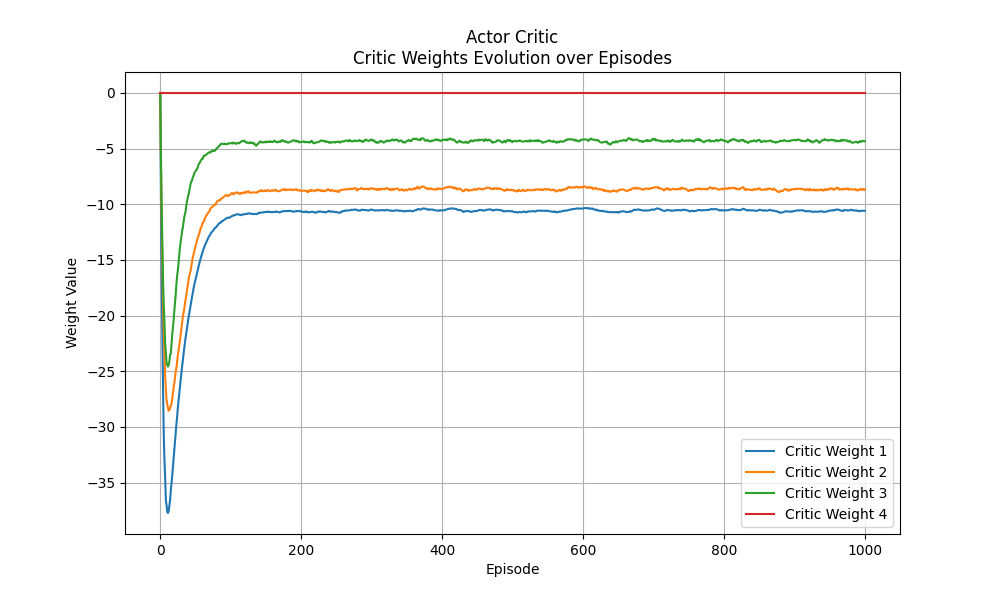 Actor Critic
Critic Weights Evolution over Episodes
0
−5
−10
−15
−20
−25
−30
−35
Weight Value
0 200 400 600 800 1000
Episode
Critic Weight 1
Critic Weight 2
Critic Weight 3
Critic Weight 4